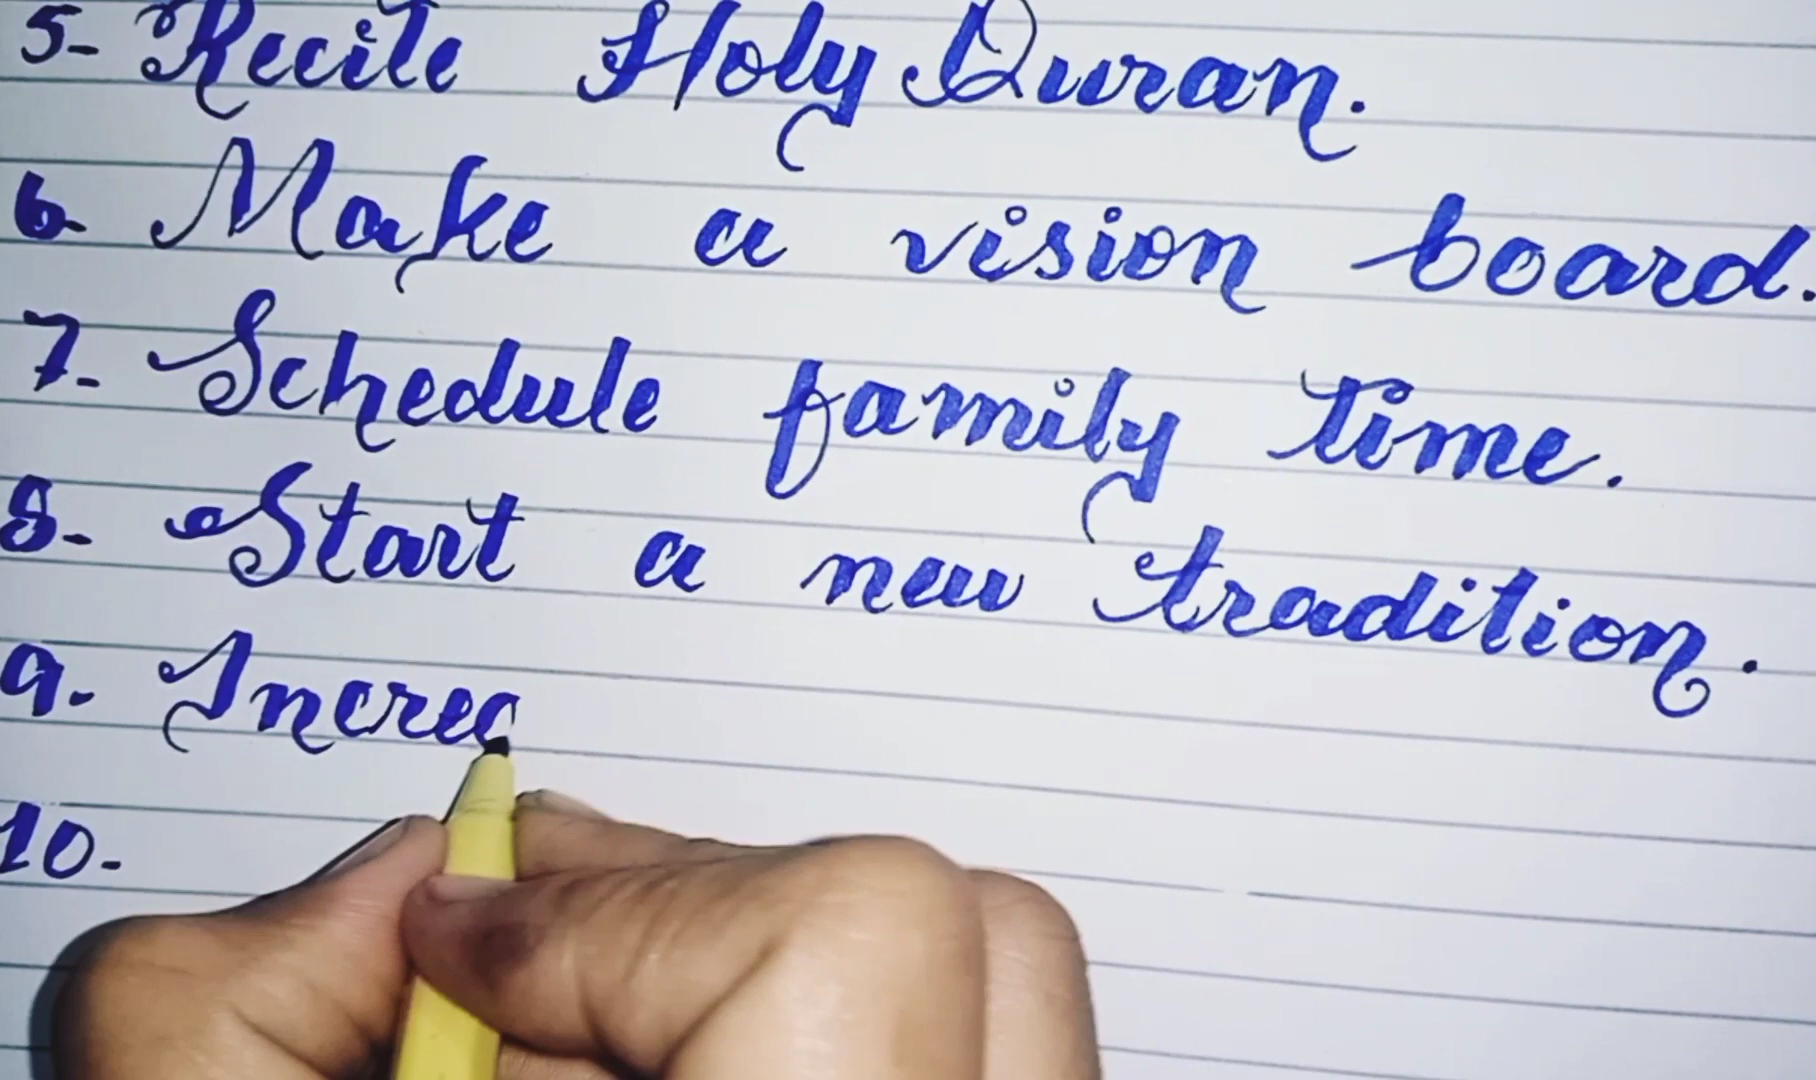 5- Recite Holy Quran.
6- Make a vision board.
7- Schedule family time.
8- Start a new tradition.
9- Increa
10-